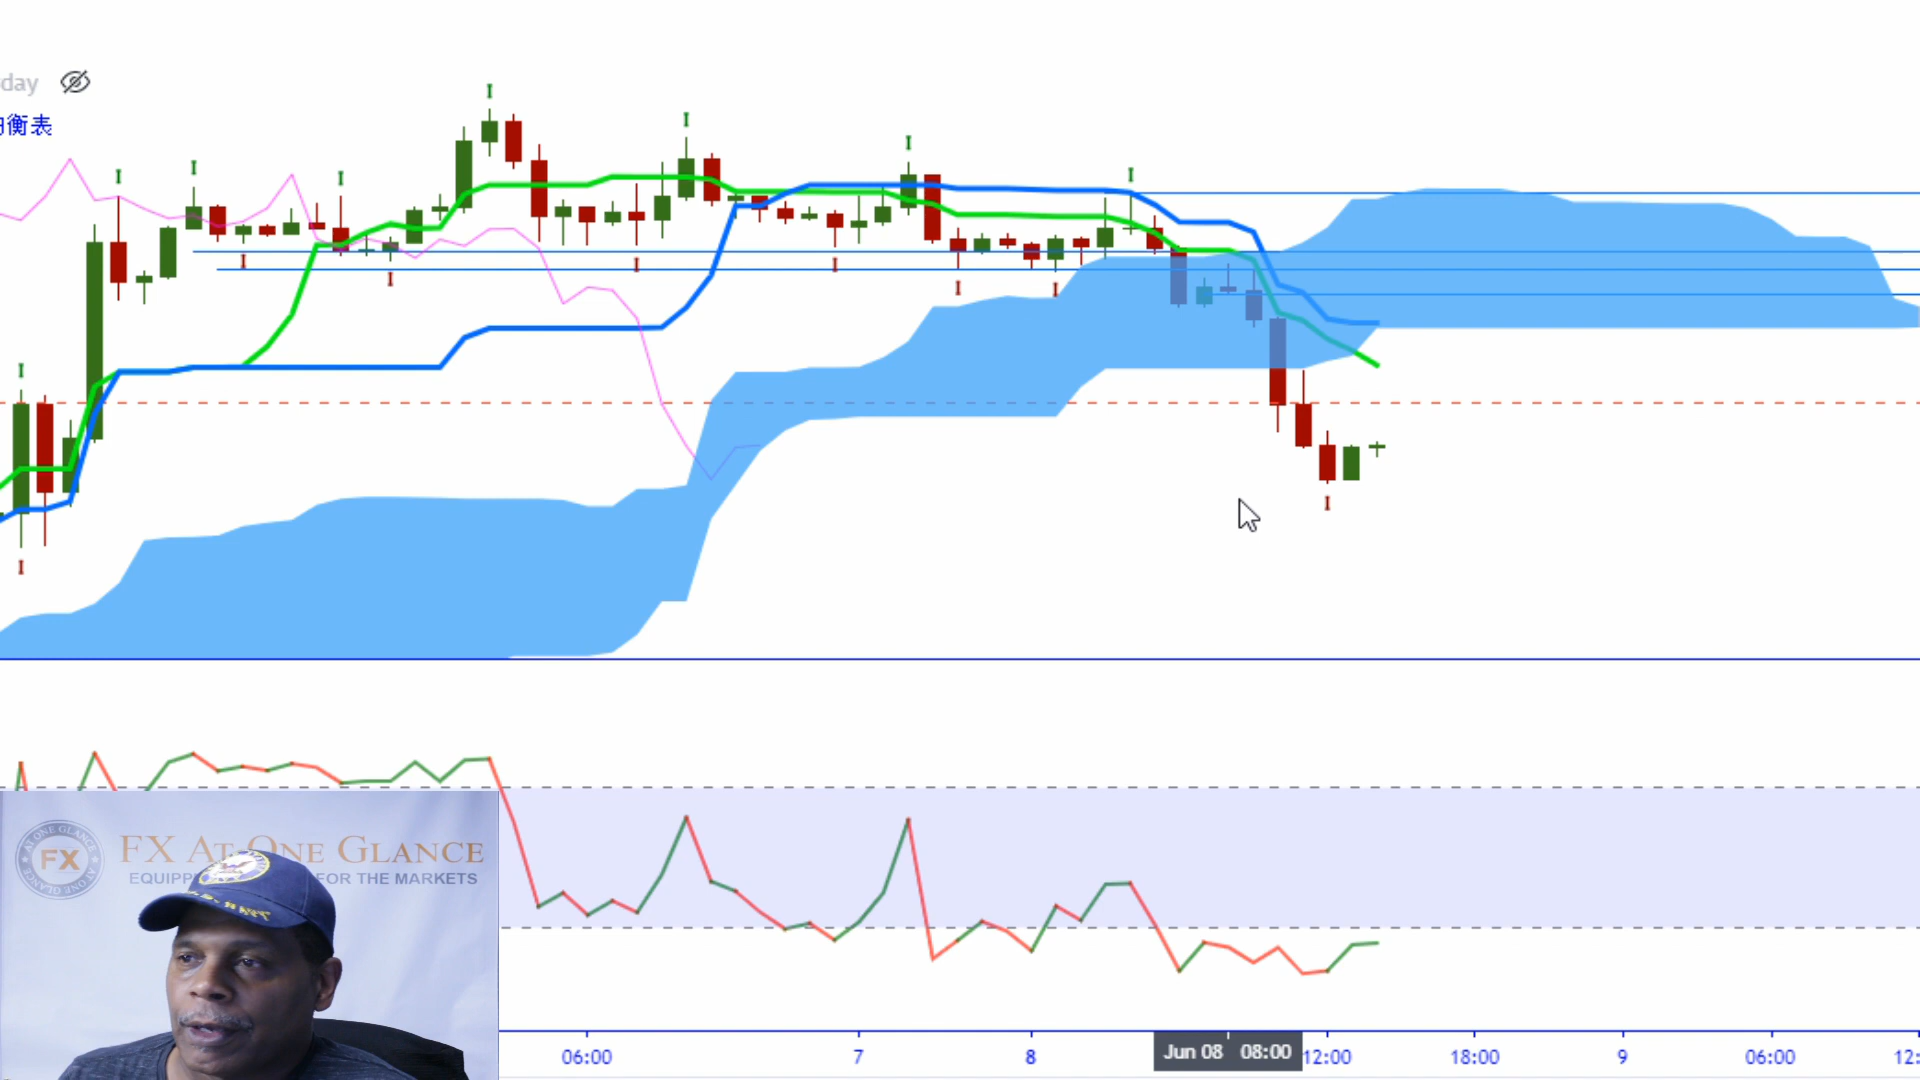 day
衡表
FX AT ONE GLANCE
FOR THE MARKETS
FX
06:00
7
8
Jun 08 08:00
12:00
18:00
9
06:00
12: